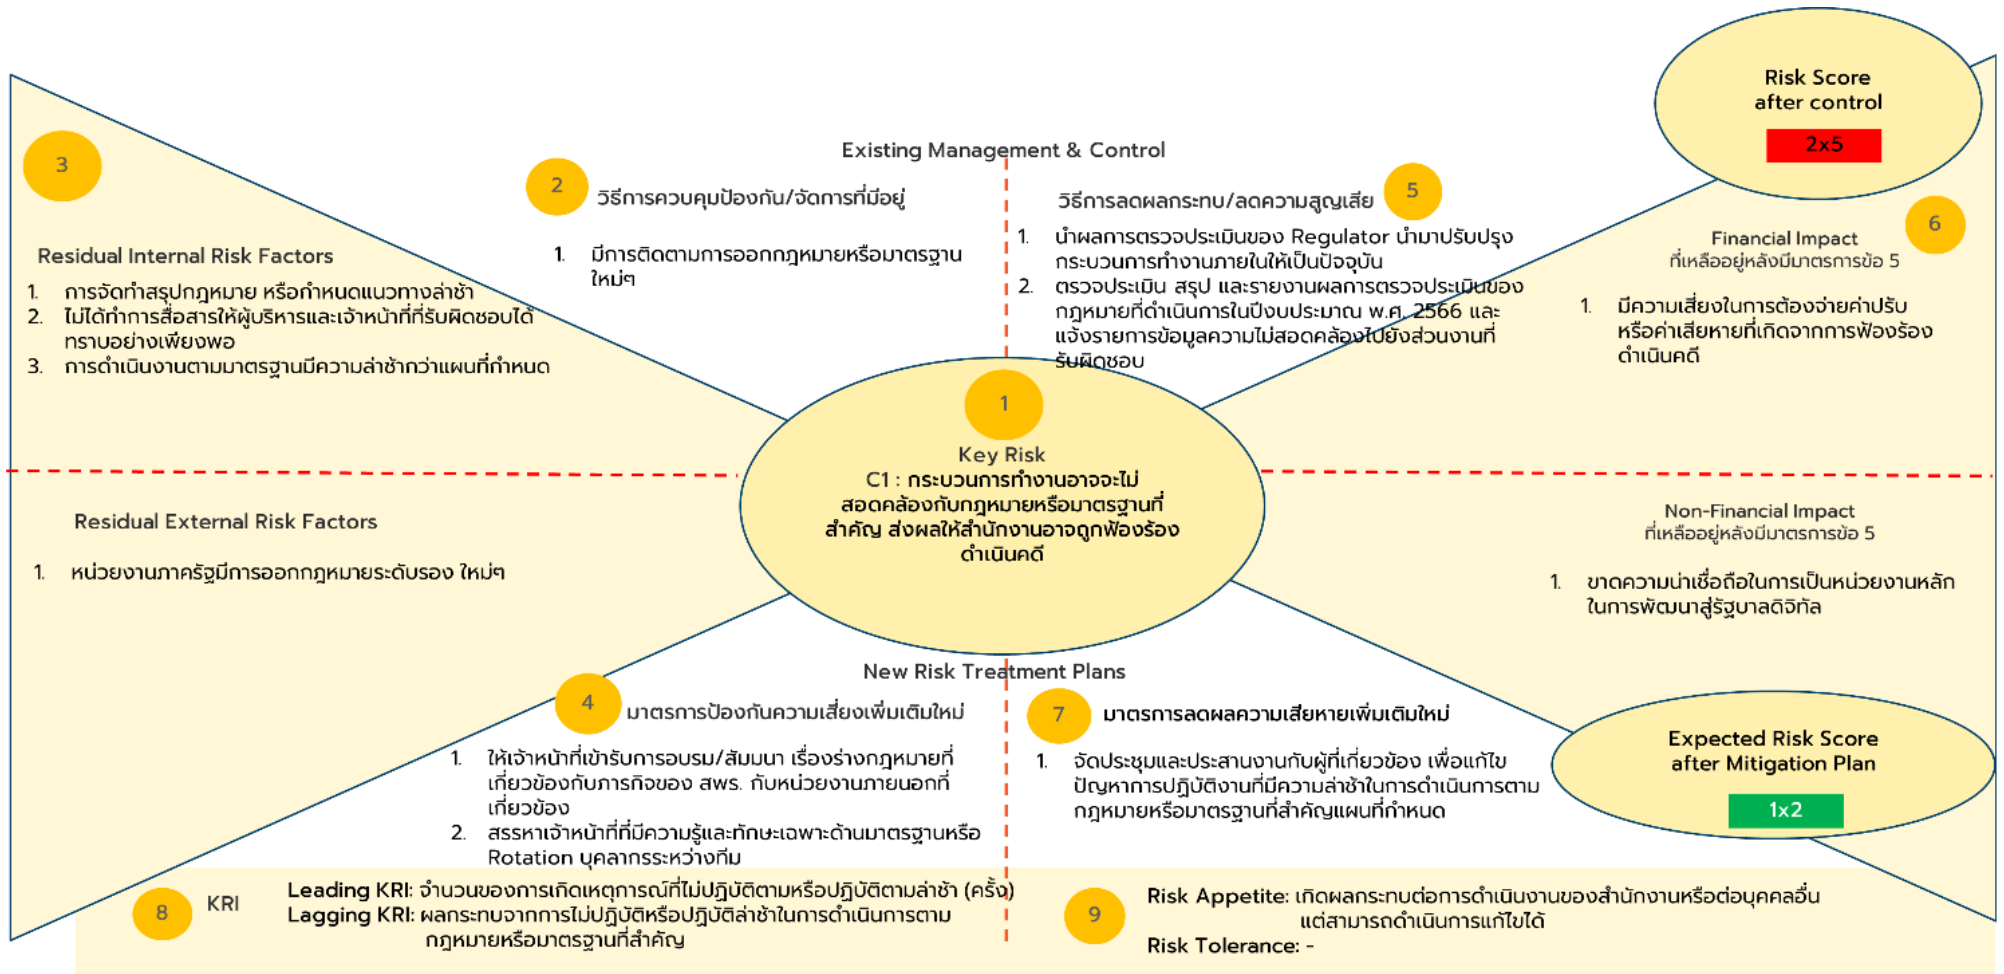 Risk Score
after control
2x5
Existing Management & Control
3
Residual Internal Risk Factors
1. การจัดทำสรุปกฎหมาย หรือกำหนดแนวทางล่าช้า
2. ไม่ได้ทำการสื่อสารให้ผู้บริหารและเจ้าหน้าที่ที่รับผิดชอบได้
ทราบอย่างเพียงพอ
3. การดำเนินงานตามมาตรฐานมีความล่าช้ากว่าแผนที่กำหนด
2
วิธีการควบคุมป้องกัน/จัดการที่มีอยู่
1. มีการติดตามการออกกฎหมายหรือมาตรฐาน
ใหม่ๆ
วิธีการลดผลกระทบ/ลดความสูญเสีย
5
1. นำผลการตรวจประเมินของ Regulator นำมาปรับปรุง
กระบวนการทำงานภายในให้เป็นปัจจุบัน
2. ตรวจประเมิน สรุป และรายงานผลการตรวจประเมินของ
กฎหมายที่ดำเนินการในปีงบประมาณ พ.ศ. 2566 และ
แจ้งรายการข้อมูลความไม่สอดคล้องไปยังส่วนงานที่
รับผิดชอบ
6
Financial Impact
ที่เหลืออยู่หลังมีมาตรการข้อ 5
1. มีความเสี่ยงในการต้องจ่ายค่าปรับ
หรือค่าเสียหายที่เกิดจากการฟ้องร้อง
ดำเนินคดี
1
Key Risk
C1 : กระบวนการทำงานอาจจะไม่
สอดคล้องกับกฎหมายหรือมาตรฐานที่
สำคัญ ส่งผลให้สำนักงานอาจถูกฟ้องร้อง
ดำเนินคดี
Residual External Risk Factors
1. หน่วยงานภาครัฐมีการออกกฎหมายระดับรอง ใหม่ๆ
Non-Financial Impact
ที่เหลืออยู่หลังมีมาตรการข้อ 5
1. ขาดความน่าเชื่อถือในการเป็นหน่วยงานหลัก
ในการพัฒนาสู่รัฐบาลดิจิทัล
New Risk Treatment Plans
4
มาตรการป้องกันความเสี่ยงเพิ่มเติมใหม่
1. ให้เจ้าหน้าที่เข้ารับการอบรม/สัมมนา เรื่องร่างกฎหมายที่
เกี่ยวข้องกับภารกิจของ สพร. กับหน่วยงานภายนอกที่
เกี่ยวข้อง
2. สรรหาเจ้าหน้าที่ที่มีความรู้และทักษะเฉพาะด้านมาตรฐานหรือ
Rotation บุคลากรระหว่างทีม
7
มาตรการลดผลความเสียหายเพิ่มเติมใหม่
1. จัดประชุมและประสานงานกับผู้ที่เกี่ยวข้อง เพื่อแก้ไข
ปัญหาการปฏิบัติงานที่มีความล่าช้าในการดำเนินการตาม
กฎหมายหรือมาตรฐานที่สำคัญแผนที่กำหนด
Expected Risk Score
after Mitigation Plan
1x2
8
KRI
Leading KRI: จำนวนของการเกิดเหตุการณ์ที่ไม่ปฏิบัติตามหรือปฏิบัติตามล่าช้า (ครั้ง)
Lagging KRI: ผลกระทบจากการไม่ปฏิบัติหรือปฏิบัติล่าช้าในการดำเนินการตาม
กฎหมายหรือมาตรฐานที่สำคัญ
9
Risk Appetite: เกิดผลกระทบต่อการดำเนินงานของสำนักงานหรือต่อบุคคลอื่น
แต่สามารถดำเนินการแก้ไขได้
Risk Tolerance: -